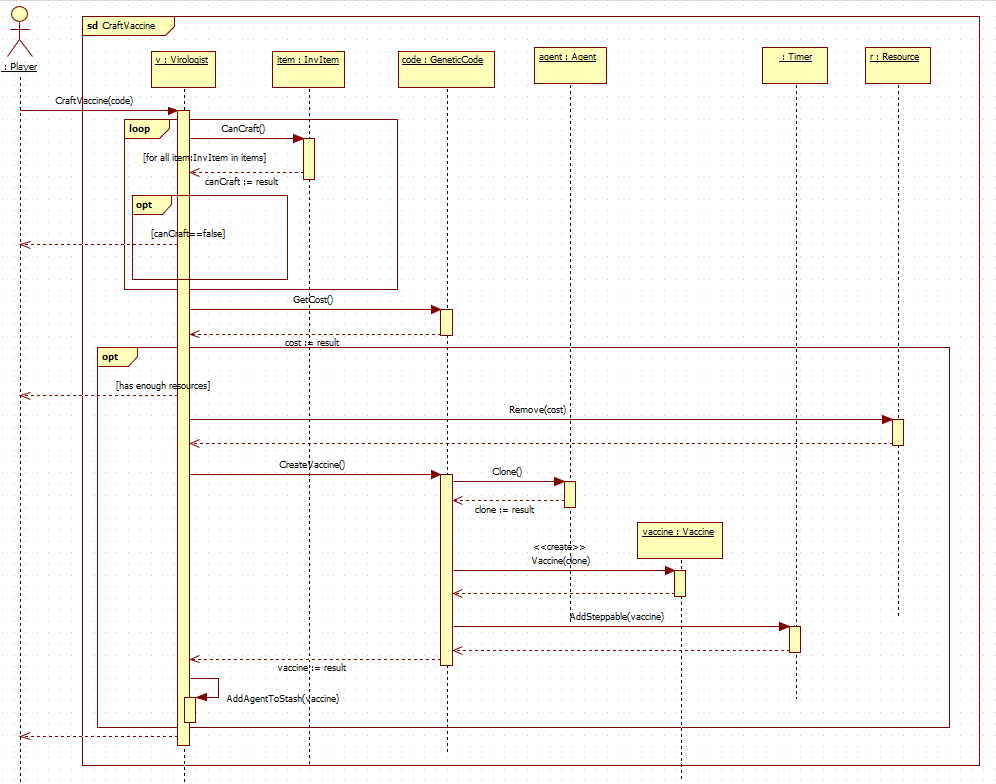 sd CraftVaccine
: Player
v : Virologist
item : InvItem
code : GeneticCode
agent : Agent
: Timer
r : Resource
CraftVaccine(code)
loop
CanCraft()
[for all item:InvItem in items]
canCraft := result
opt
[canCraft==false]
GetCost()
cost := result
opt
[has enough resources]
Remove(cost)
CreateVaccine()
Clone()
clone := result
vaccine : Vaccine
<<create>>
Vaccine(clone)
AddSteppable(vaccine)
vaccine := result
AddAgentToStash(vaccine)